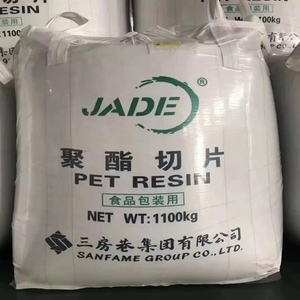 JADE®
聚酯切片
PET RESIN
食品包装用
NET WT:1100kg
三房巷集团有限公司
SANFAME GROUP CO.,LTD.